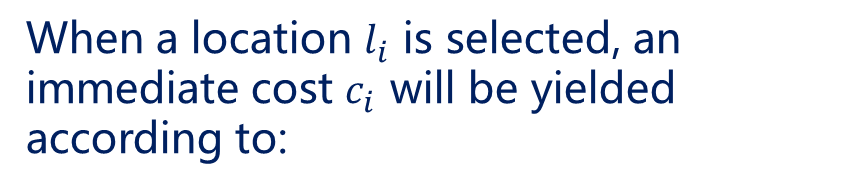 When a location $l_i$ is selected, an
immediate cost $c_i$ will be yielded
according to: